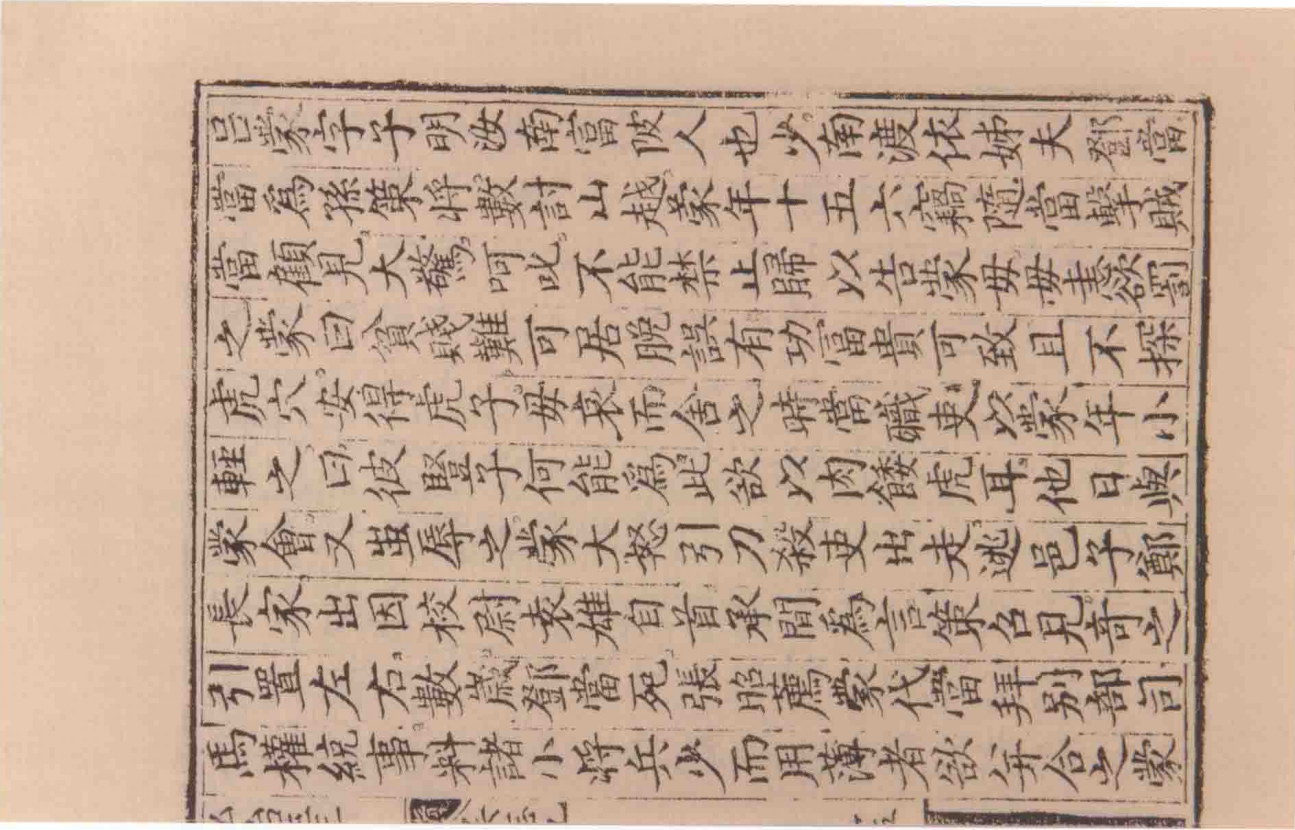 呂蒙字子明汝南富陂人也少南渡依姊夫鄧當
當爲孫策將數討山越蒙年十五六竊隨當擊賊
當顧見大驚呵叱不能禁止歸以告蒙母母恚欲罰
之蒙曰貧賤難可居脫誤有功富貴可致且不探
虎穴安得虎子母哀而舍之時當職吏以蒙年小
輕之曰彼豎子何能爲此欲以肉餧虎耳他日與
蒙會又蚩辱之蒙大怒引刀殺吏出走逃邑子鄭
長家出因校尉袁雄自首承間爲言策召見奇之
引置左右數歲鄧當死張昭薦蒙代當拜別部司
馬權統事料諸小將兵少而用薄者欲并合之蒙